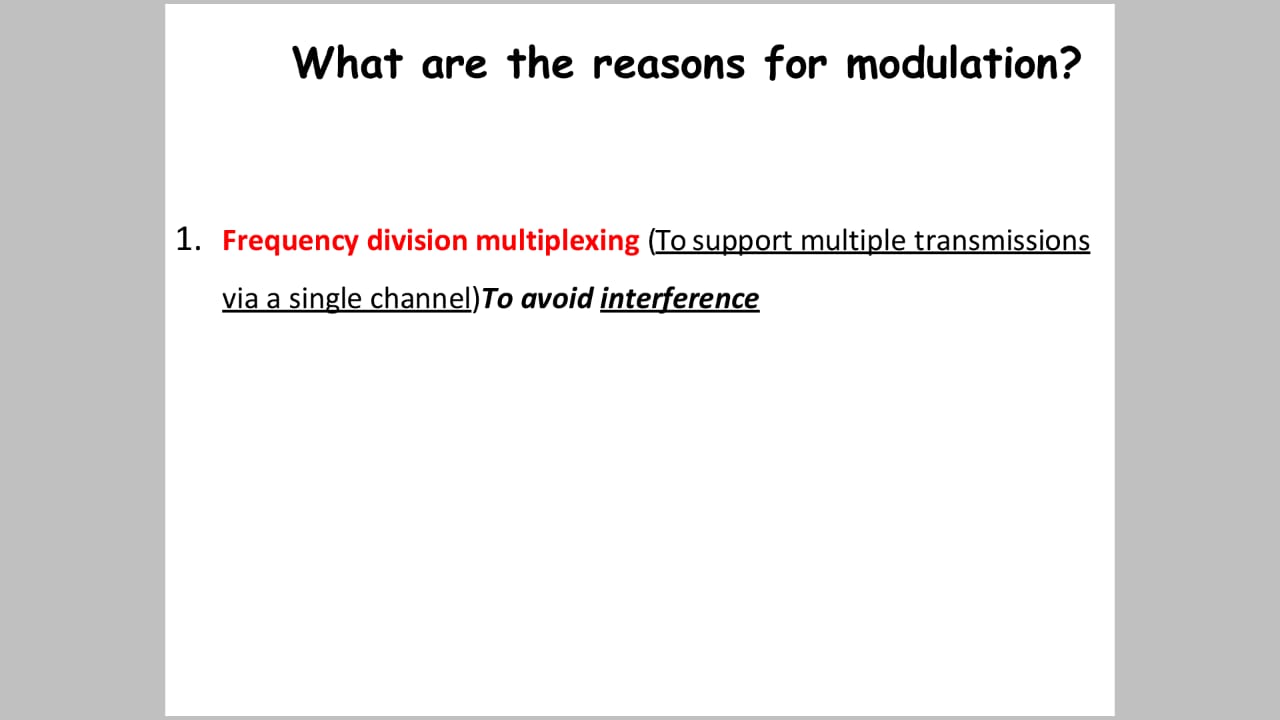 What are the reasons for modulation?
1. Frequency division multiplexing (To support multiple transmissions
via a single channel)To avoid interference